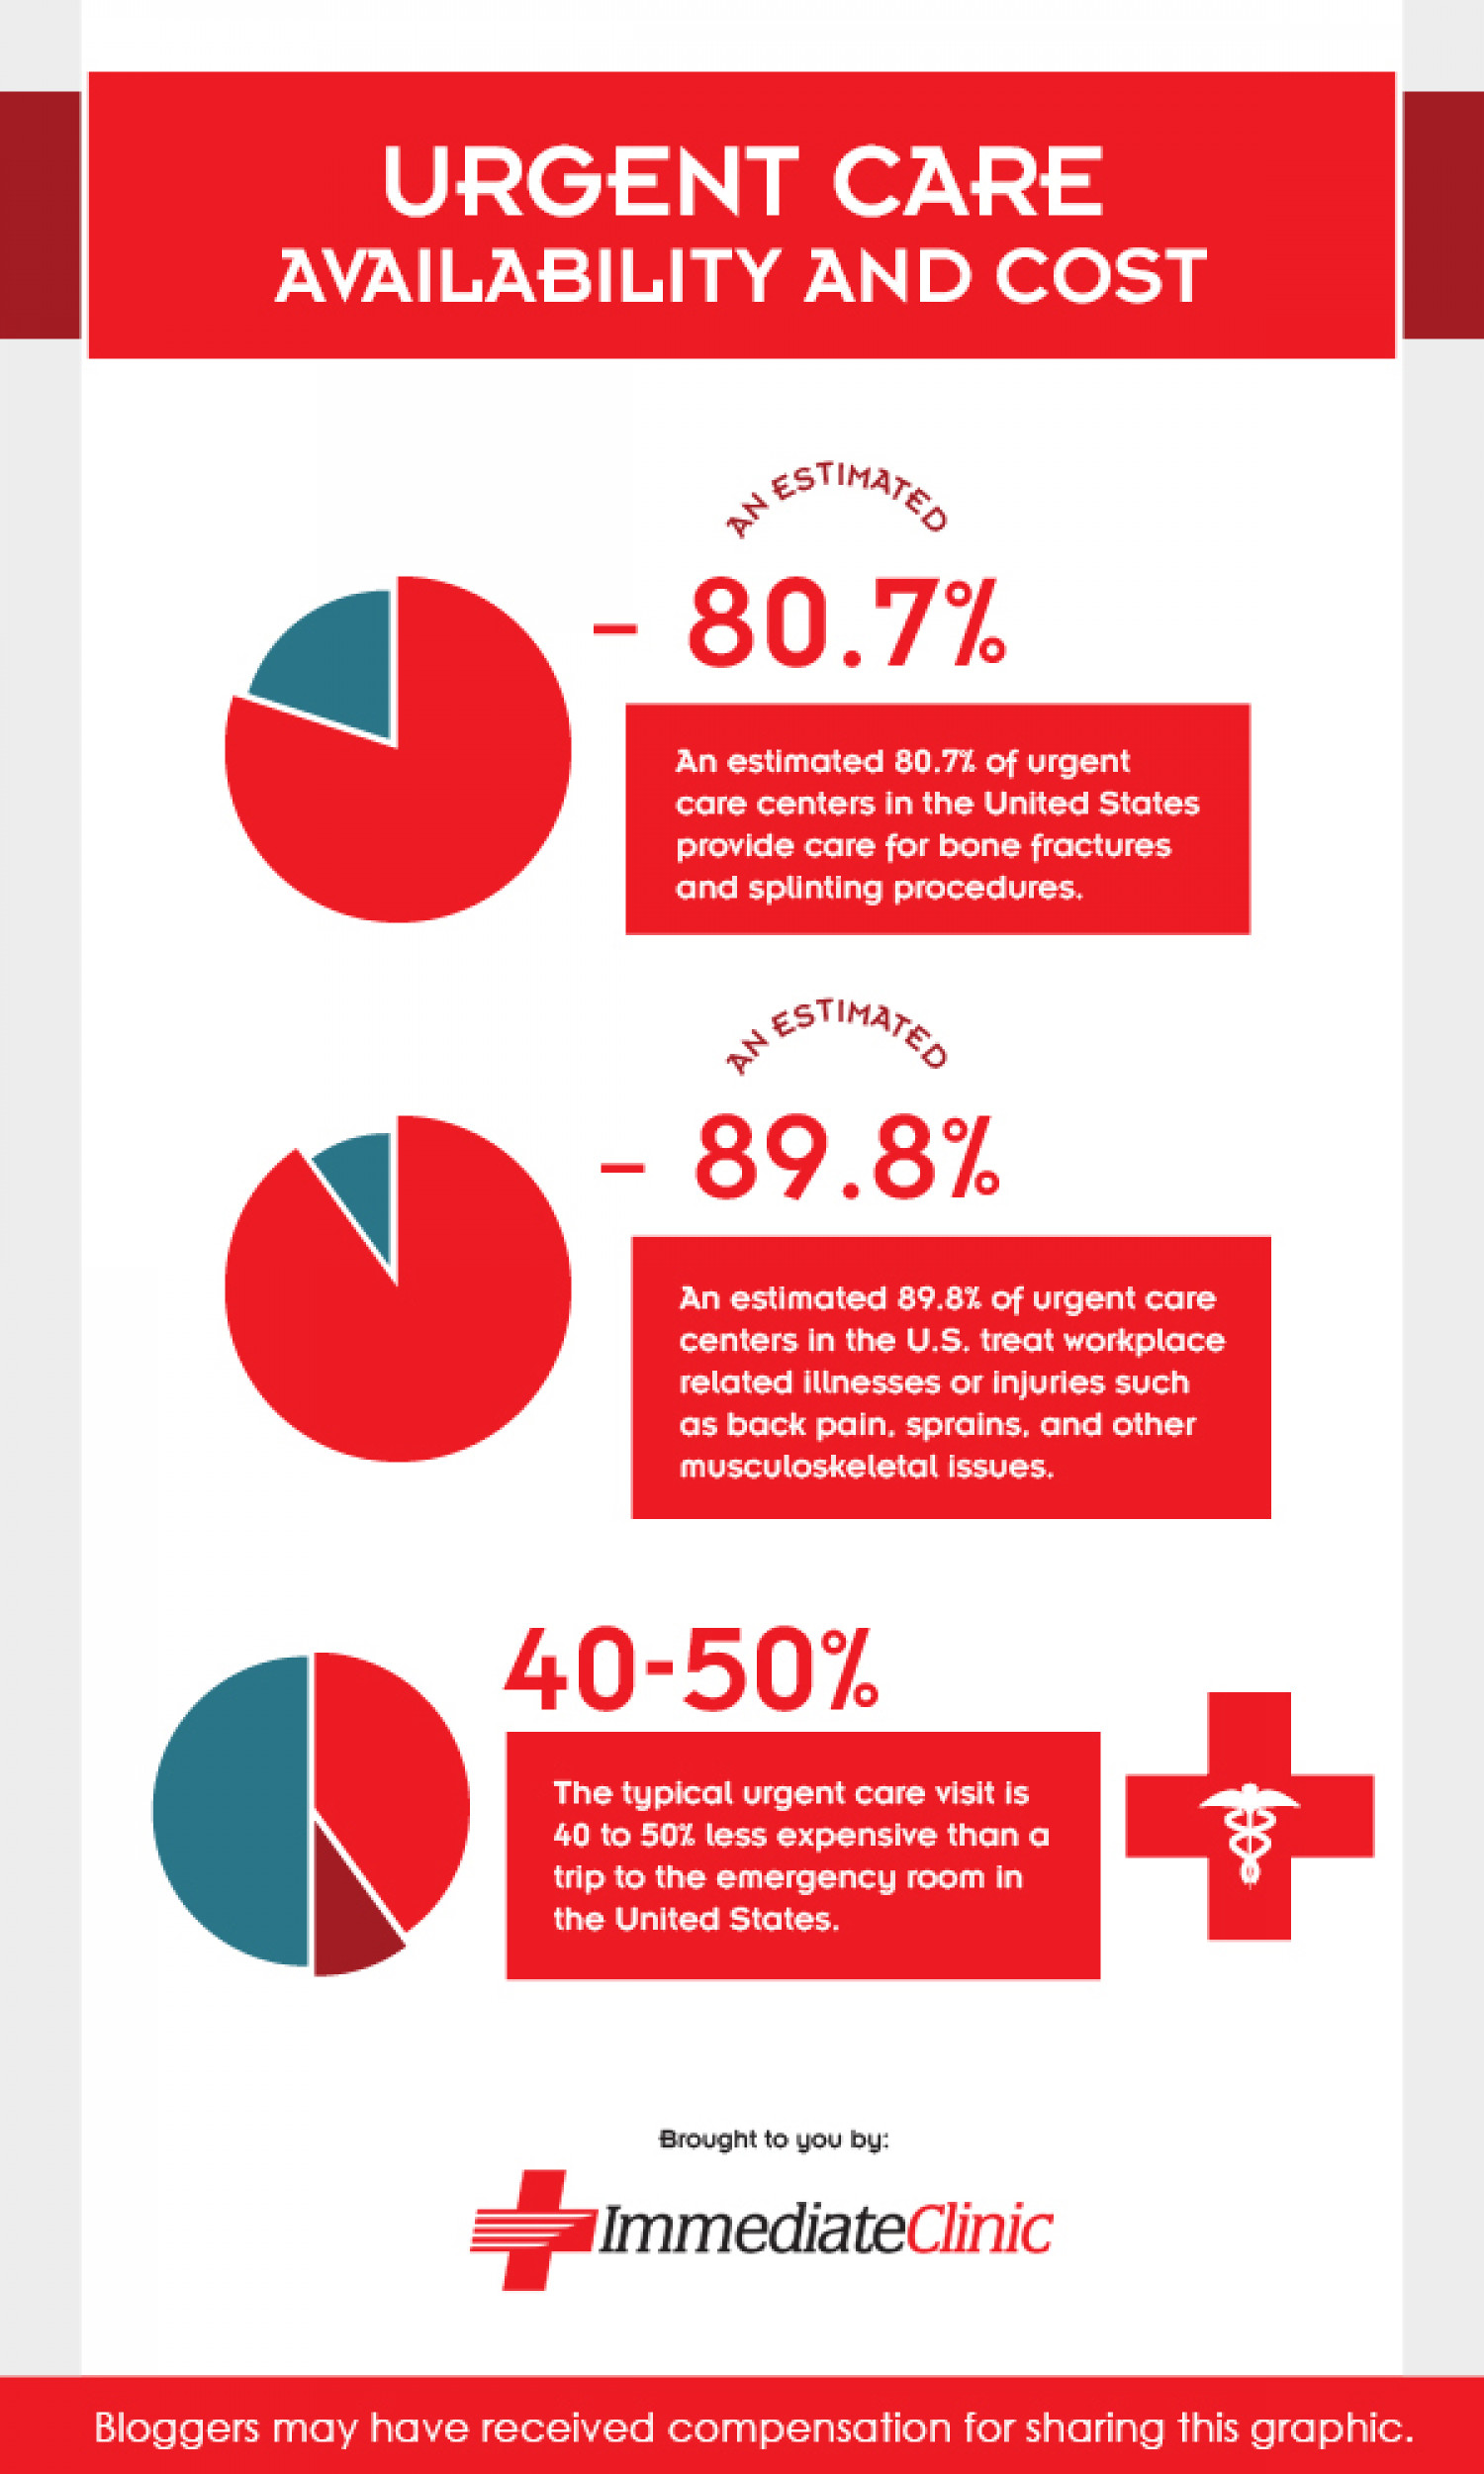 URGENT CARE
AVAILABILITY AND COST
AN ESTIMATED
- 80.7%
An estimated 80.7% of urgent
care centers in the United States
provide care for bone fractures
and splinting procedures.
AN ESTIMATED
- 89.8%
An estimated 89.8% of urgent care
centers in the U.S. treat workplace
related illnesses or injuries such
as back pain, sprains, and other
musculoskeletal issues.
40-50%
The typical urgent care visit is
40 to 50% less expensive than a
trip to the emergency room in
the United States.
Brought to you by:
ImmediateClinic
Bloggers may have received compensation for sharing this graphic.